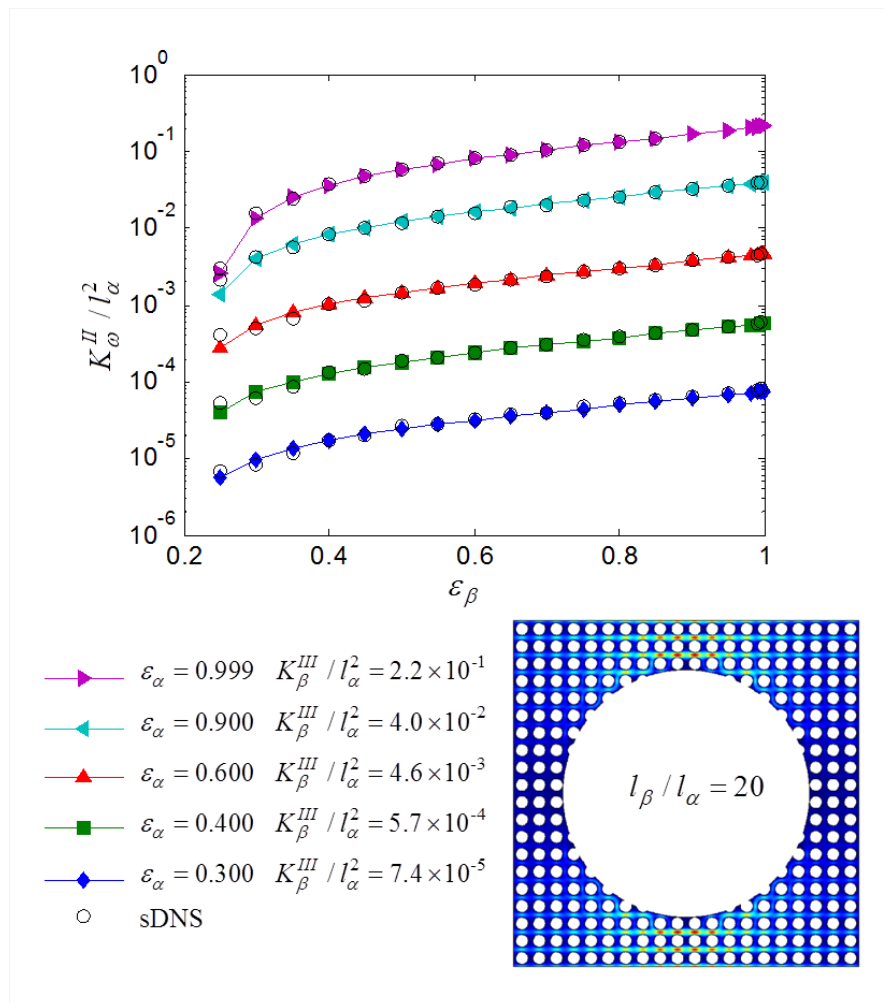 10⁰
10⁻¹
10⁻²
10⁻³
10⁻⁴
10⁻⁵
10⁻⁶
K_ω^{II} / l_α^2
0.2 0.4 0.6 0.8 1
ε_β
ε_α = 0.999 K_β^{III} / l_α^2 = 2.2×10⁻¹
ε_α = 0.900 K_β^{III} / l_α^2 = 4.0×10⁻²
ε_α = 0.600 K_β^{III} / l_α^2 = 4.6×10⁻³
ε_α = 0.400 K_β^{III} / l_α^2 = 5.7×10⁻⁴
ε_α = 0.300 K_β^{III} / l_α^2 = 7.4×10⁻⁵
sDNS
l_β / l_α = 20